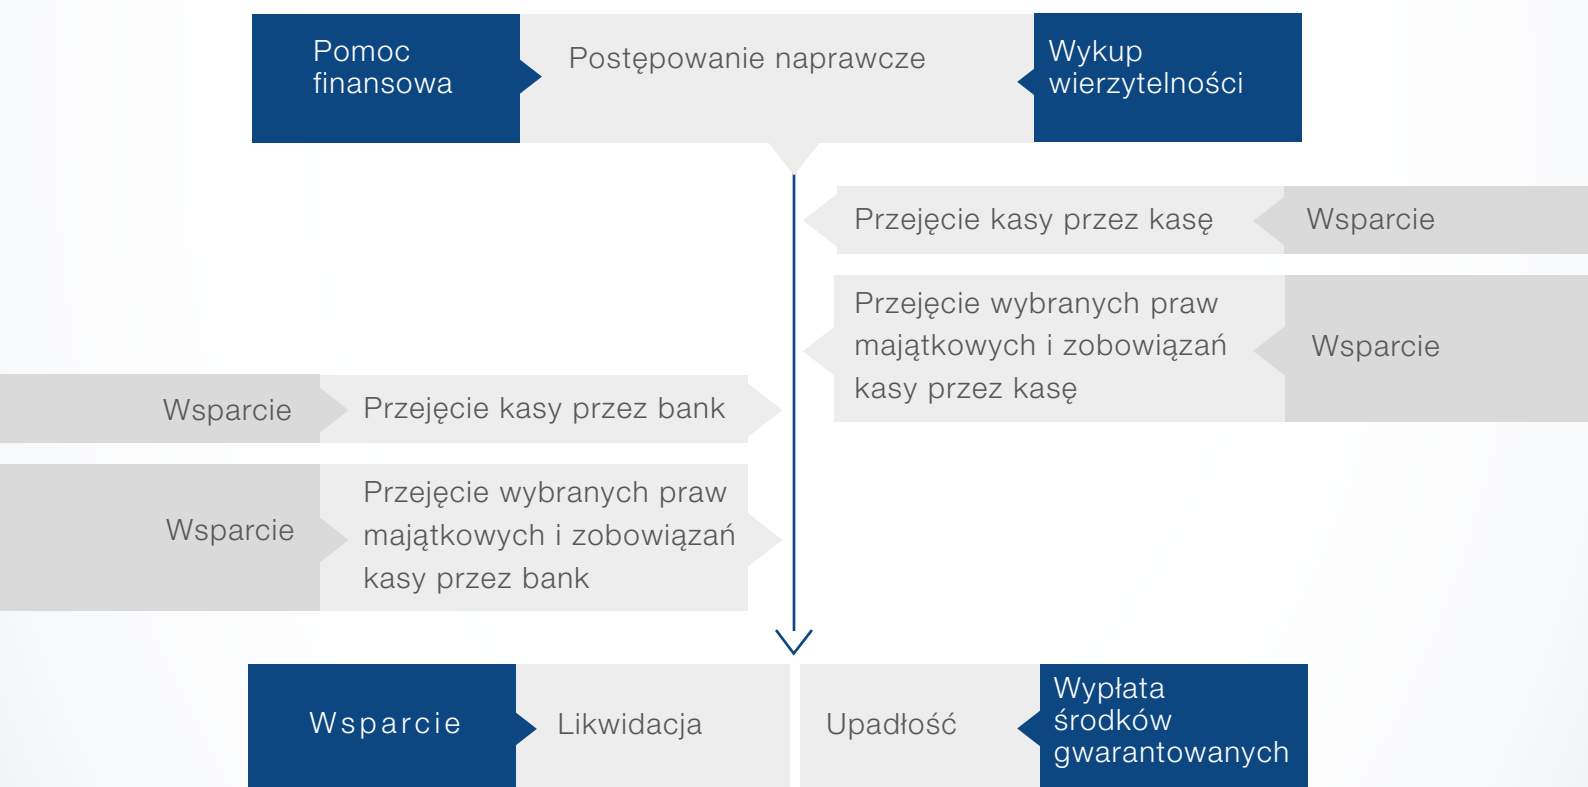 Pomoc
finansowa
Postępowanie naprawcze
Wykup
wierzytelności
Przejęcie kasy przez kasę
Wsparcie
Przejęcie wybranych praw
majątkowych i zobowiązań
kasy przez kasę
Wsparcie
Wsparcie
Przejęcie kasy przez bank
Wsparcie
Przejęcie wybranych praw
majątkowych i zobowiązań
kasy przez bank
Wsparcie
Likwidacja
Upadłość
Wypłata
środków
gwarantowanych